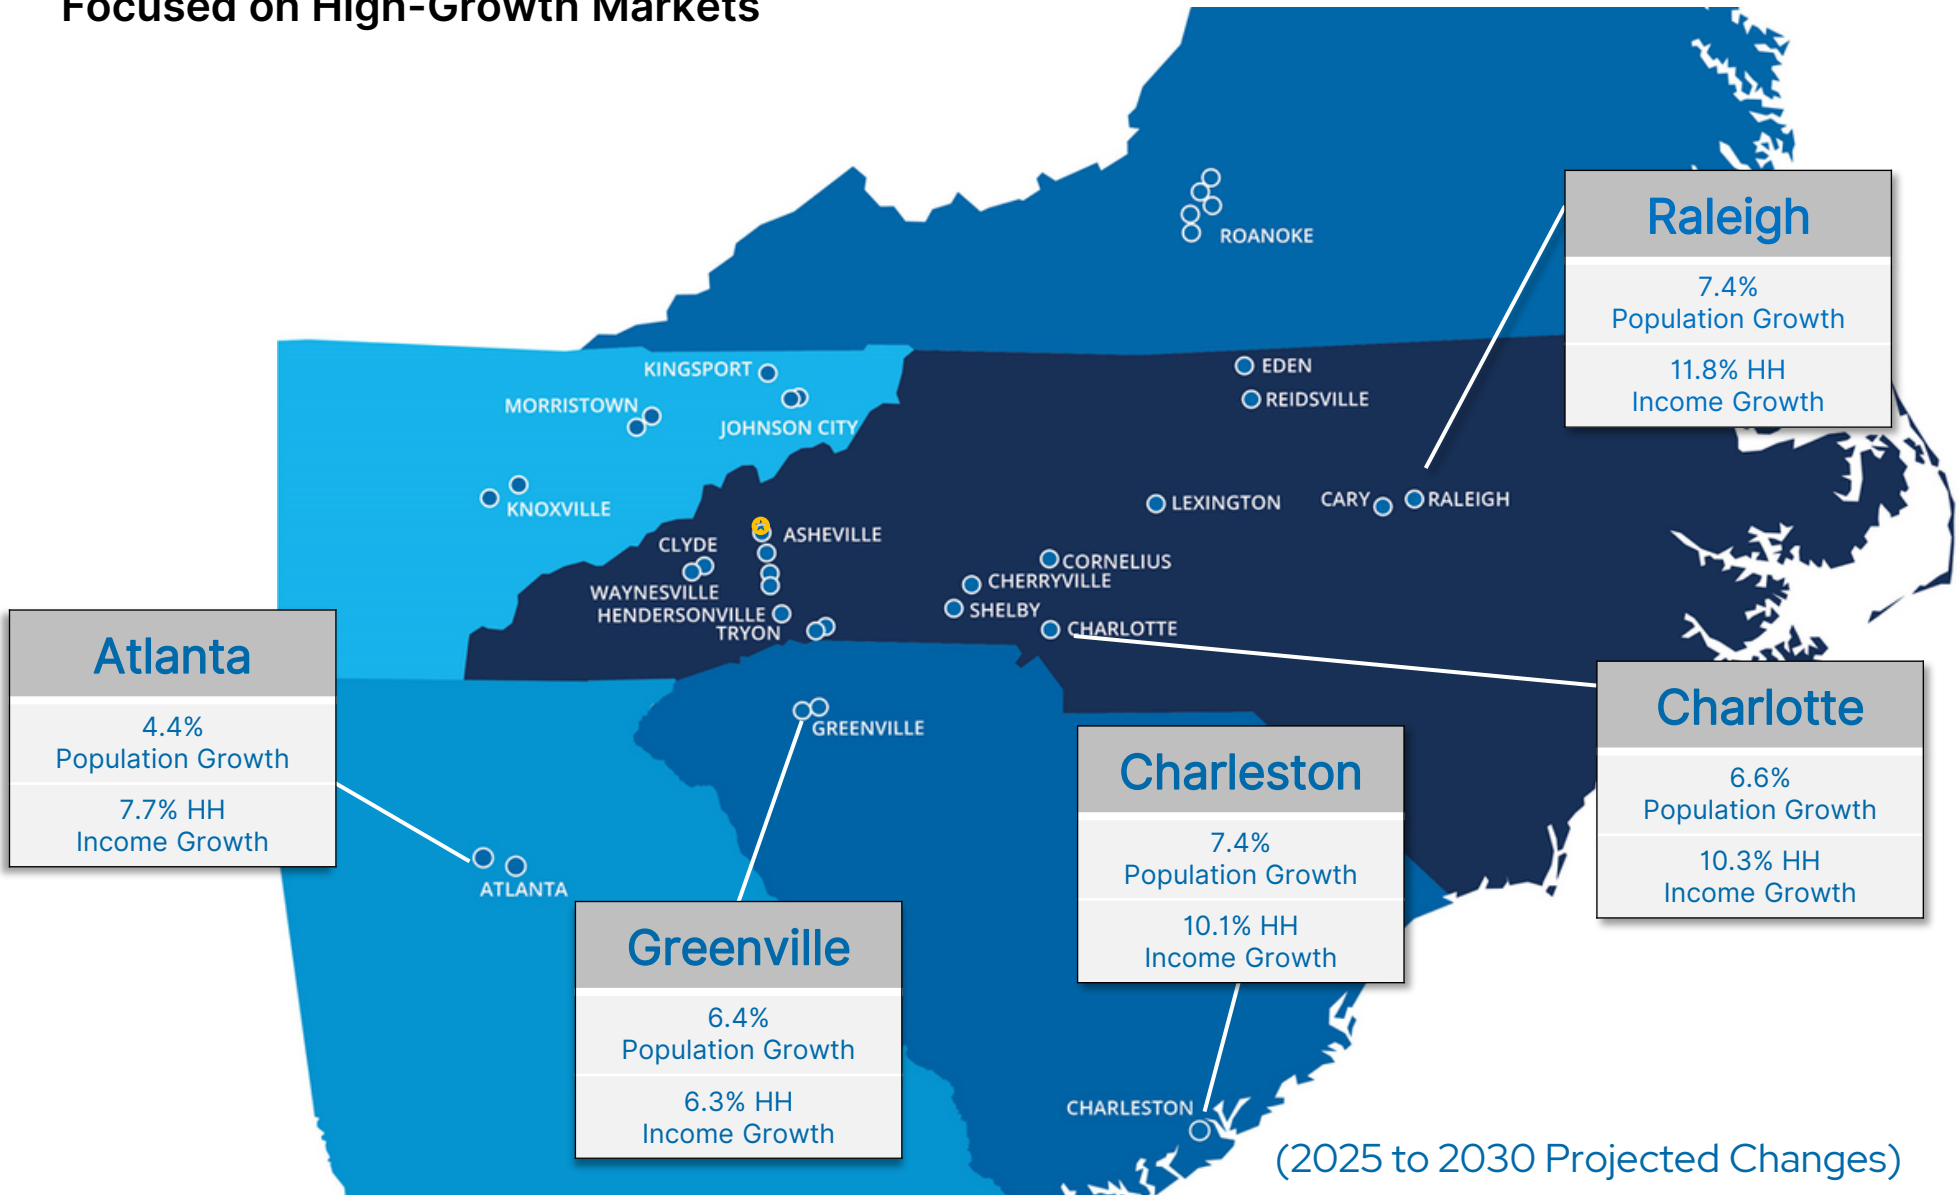 Focused on High-Growth Markets
ROANOKE
Raleigh
7.4%
Population Growth
11.8% HH
Income Growth
KINGSPORT
MORRISTOWN
JOHNSON CITY
KNOXVILLE
EDEN
REIDSVILLE
LEXINGTON
CARY
RALEIGH
ASHEVILLE
CLYDE
WAYNESVILLE
HENDERSONVILLE
TRYON
CORNELIUS
CHERRYVILLE
SHELBY
CHARLOTTE
Atlanta
4.4%
Population Growth
7.7% HH
Income Growth
ATLANTA
GREENVILLE
Greenville
6.4%
Population Growth
6.3% HH
Income Growth
Charleston
7.4%
Population Growth
10.1% HH
Income Growth
Charlotte
6.6%
Population Growth
10.3% HH
Income Growth
CHARLESTON
(2025 to 2030 Projected Changes)